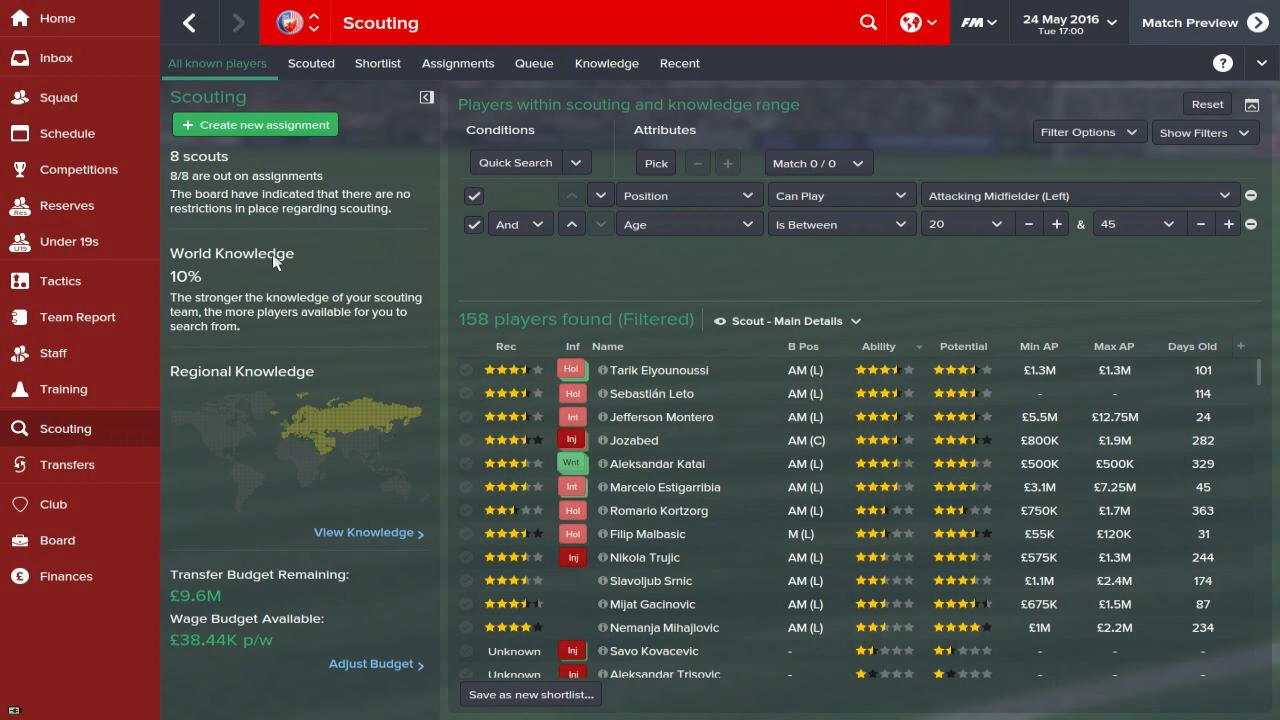 Home
Inbox
Squad
Schedule
Competitions
Res
Reserves
U19
Under 19s
Tactics
Team Report
Staff
Training
Scouting
Transfers
Club
Board
£
Finances
Scouting
FM
24 May 2016
Tue 17:00
Match Preview
All known players Scouted Shortlist Assignments Queue Knowledge Recent ?
Scouting
+ Create new assignment
8 scouts
8/8 are out on assignments
The board have indicated that there are no
restrictions in place regarding scouting.
World Knowledge
10%
The stronger the knowledge of your scouting
team, the more players available for you to
search from.
Regional Knowledge
View Knowledge >
Transfer Budget Remaining:
£9.6M
Wage Budget Available:
£38.44K p/w
Adjust Budget >
Players within scouting and knowledge range
Reset
Conditions Attributes Filter Options Show Filters
Quick Search Pick − + Match 0 / 0
Position Can Play Attacking Midfielder (Left)
And Age Is Between 20 − + & 45 − +
158 players found (Filtered) Scout - Main Details
Rec Inf Name B Pos Ability Potential Min AP Max AP Days Old +
Hol Tarik Elyounoussi AM (L) £1.3M £1.3M 101
Hol Sebastián Leto AM (L) - - 114
Int Jefferson Montero AM (L) £5.5M £12.75M 24
Inj Jozabed AM (C) £800K £1.9M 282
Wnt Aleksandar Katai AM (L) £500K £500K 329
Int Marcelo Estigarribia AM (L) £3.1M £7.25M 45
Hol Romario Kortzorg AM (L) £750K £1.7M 363
Hol Filip Malbasic M (L) £55K £120K 31
Inj Nikola Trujic AM (L) £575K £1.3M 244
Slavoljub Srnic AM (L) £1.1M £2.4M 174
Mijat Gacinovic AM (L) £675K £1.5M 87
Nemanja Mihajlovic AM (L) £1M £2.2M 234
Unknown Inj Savo Kovacevic - - - -
Unknown Inj Aleksandar Trisovic - - - -
Save as new shortlist...